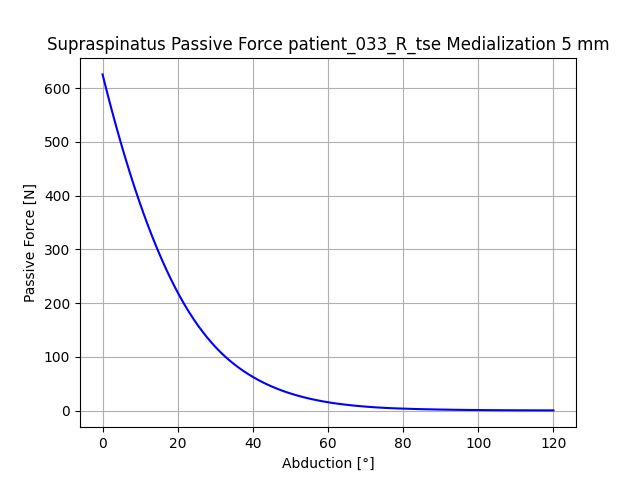 Supraspinatus Passive Force patient_033_R_tse Medialization 5 mm
Passive Force [N]
600
500
400
300
200
100
0
0 20 40 60 80 100 120
Abduction [°]